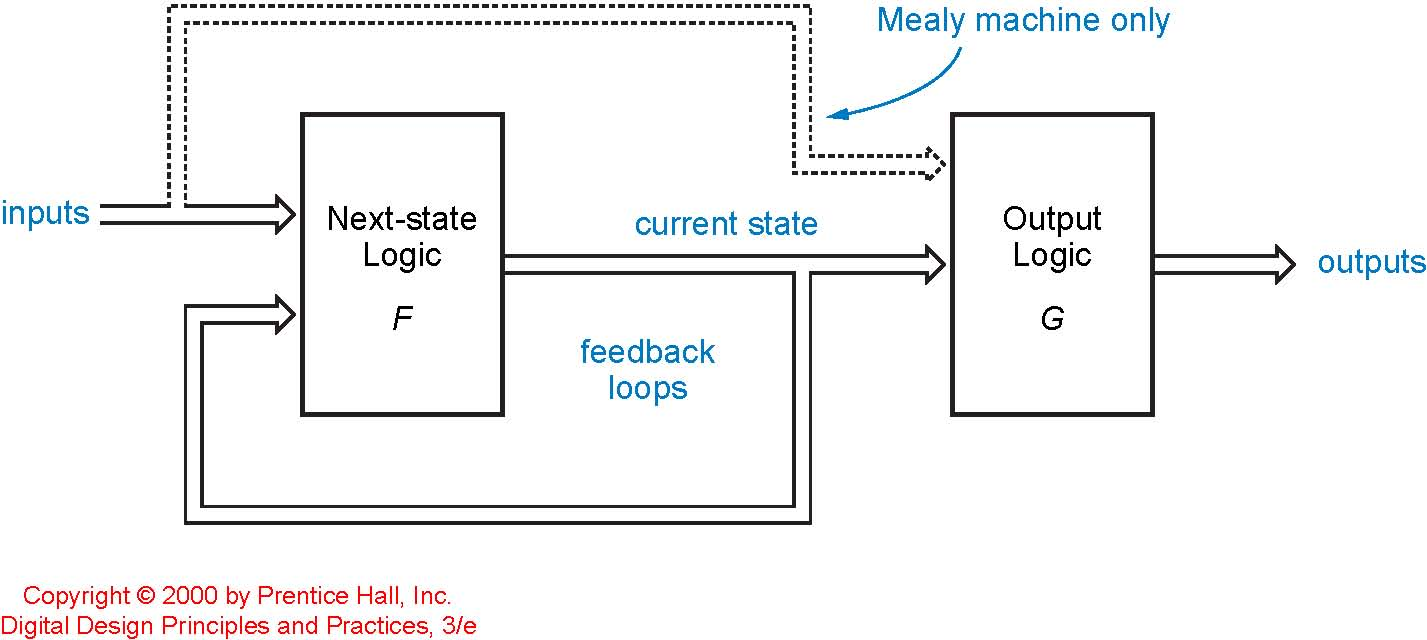 Mealy machine only
inputs
Next-state
Logic
F
current state
feedback
loops
Output
Logic
G
outputs
Copyright © 2000 by Prentice Hall, Inc.
Digital Design Principles and Practices, 3/e